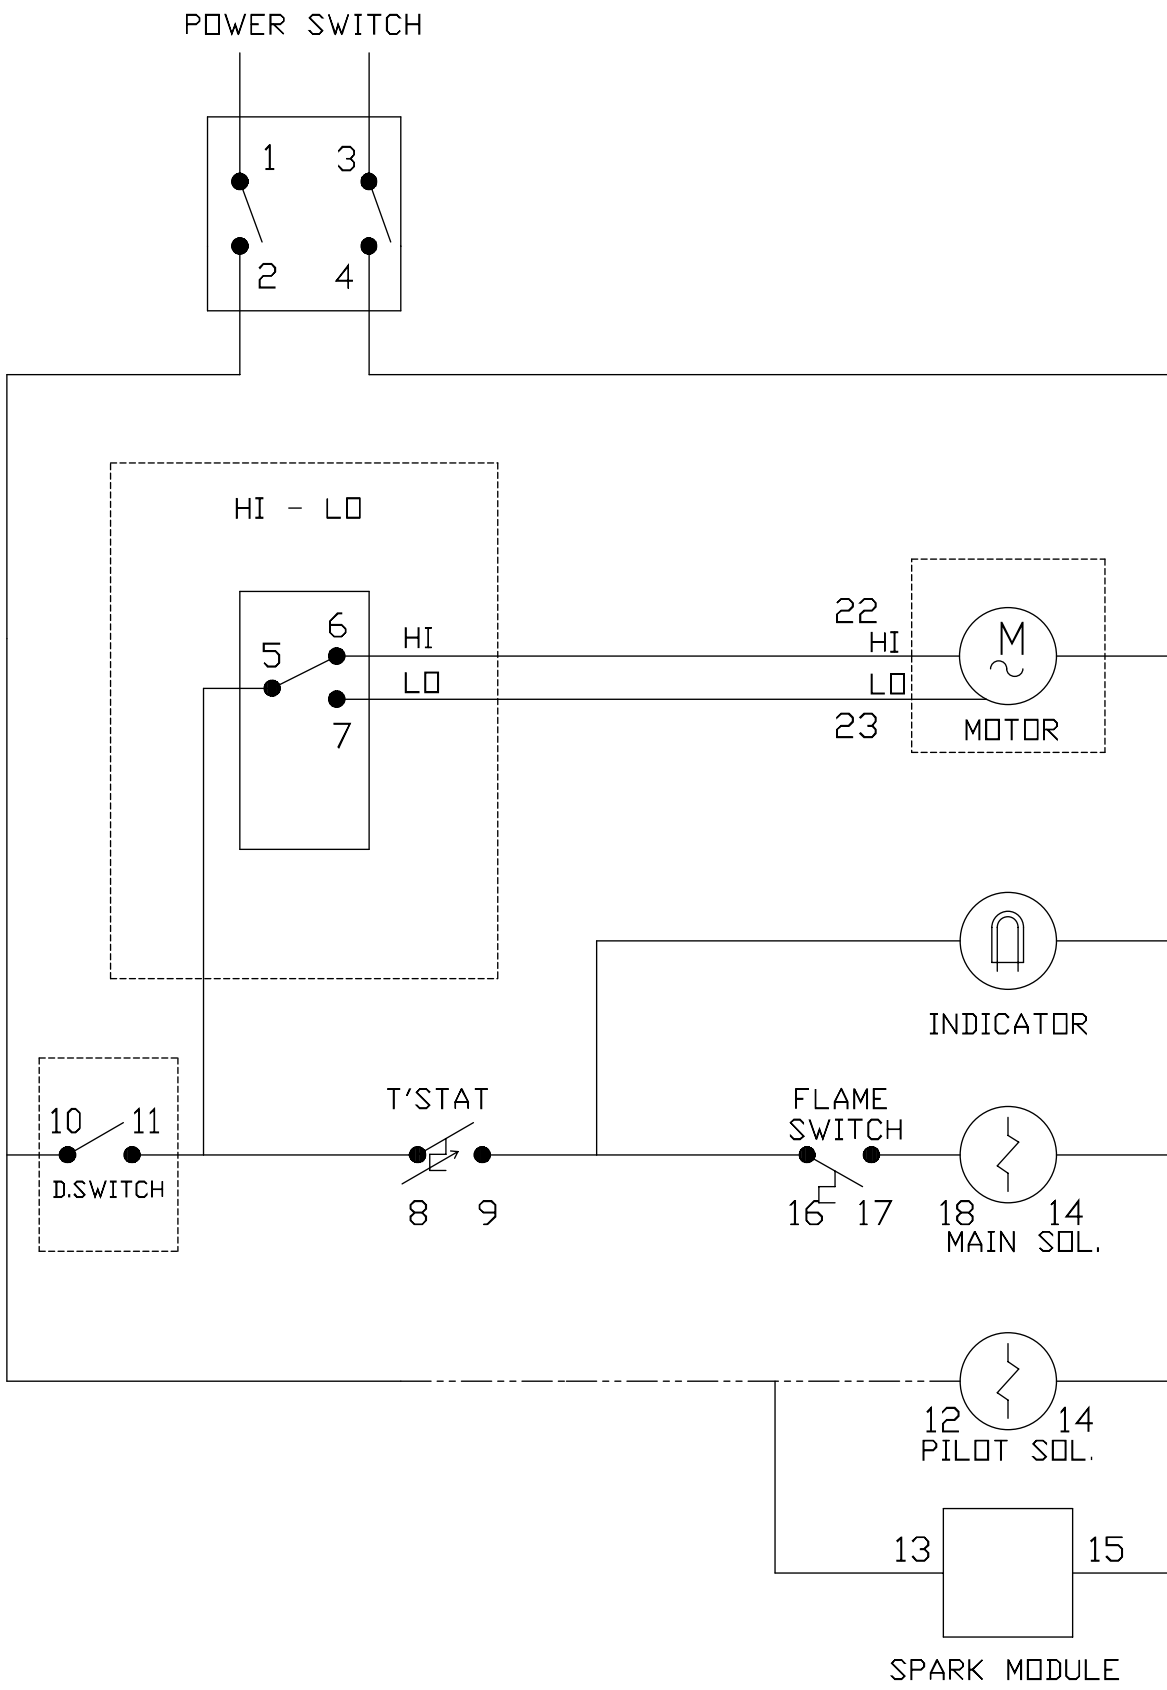 POWER SWITCH
1 3
2 4
HI - LO
6
5
7
HI
LO
22
HI
LO
23
M
MOTOR
INDICATOR
10 11
D.SWITCH
T'STAT
8 9
FLAME
SWITCH
16 17
18 14
MAIN SOL.
12 14
PILOT SOL.
13 15
SPARK MODULE